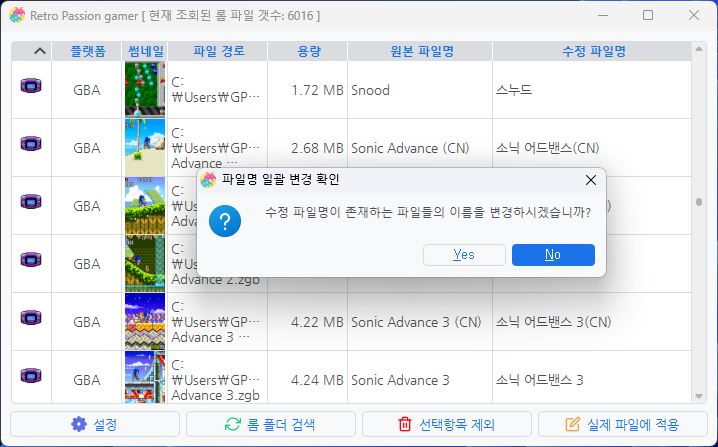 Retro Passion gamer [ 현재 조회된 롬 파일 갯수: 6016 ]
플랫폼 썸네일 파일 경로 용량 원본 파일명 수정 파일명
GBA
C:
₩Users₩GP…
1.72 MB Snood 스누드
GBA
C:
₩Users₩GP…
Advance …
2.68 MB Sonic Advance (CN) 소닉 어드밴스(CN)
GBA
C:
₩Users₩GP…
Advance
파일명 일괄 변경 확인
수정 파일명이 존재하는 파일들의 이름을 변경하시겠습니까?
Yes No
GBA
C:
Advance 2.zgb
GBA
C:
₩Users₩GP…
Advance 3 …
4.22 MB Sonic Advance 3 (CN) 소닉 어드밴스 3(CN)
GBA
C:
₩Users₩GP…
Advance 3.zgb
4.24 MB Sonic Advance 3 소닉 어드밴스 3
설정 롬 폴더 검색 선택항목 제외 실제 파일에 적용